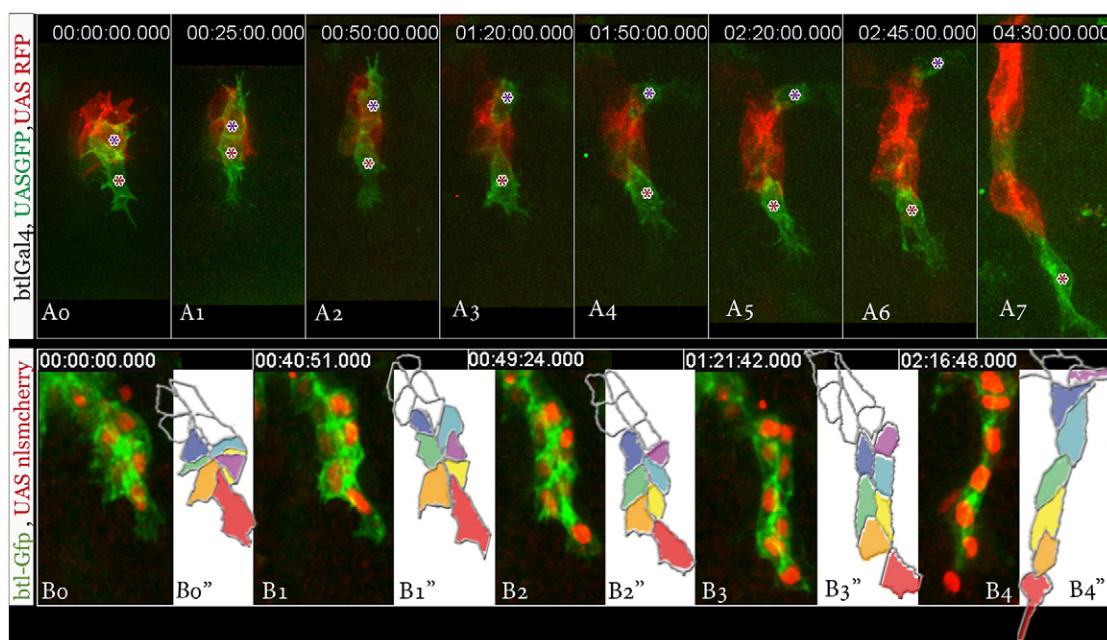 btlGal4, UASGFP, UAS RFP
00:00:00.000
00:25:00.000
00:50:00.000
01:20:00.000
01:50:00.000
02:20:00.000
02:45:00.000
04:30:00.000
A0
A1
A2
A3
A4
A5
A6
A7
btl-Gfp , UAS nlsmcherry
00:00:00.000
00:40:51.000
00:49:24.000
01:21:42.000
02:16:48.000
B0
B0"
B1
B1"
B2
B2"
B3
B3"
B4
B4"